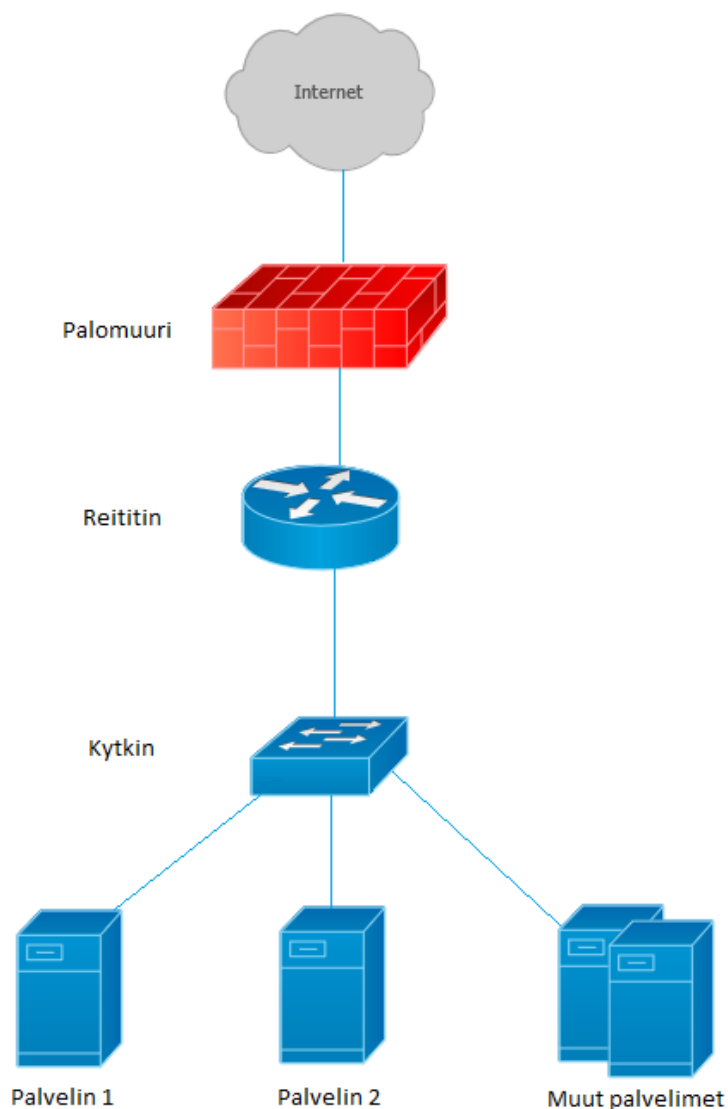 Internet
Palomuuri
Reititin
Kytkin
Palvelin 1
Palvelin 2
Muut palvelimet